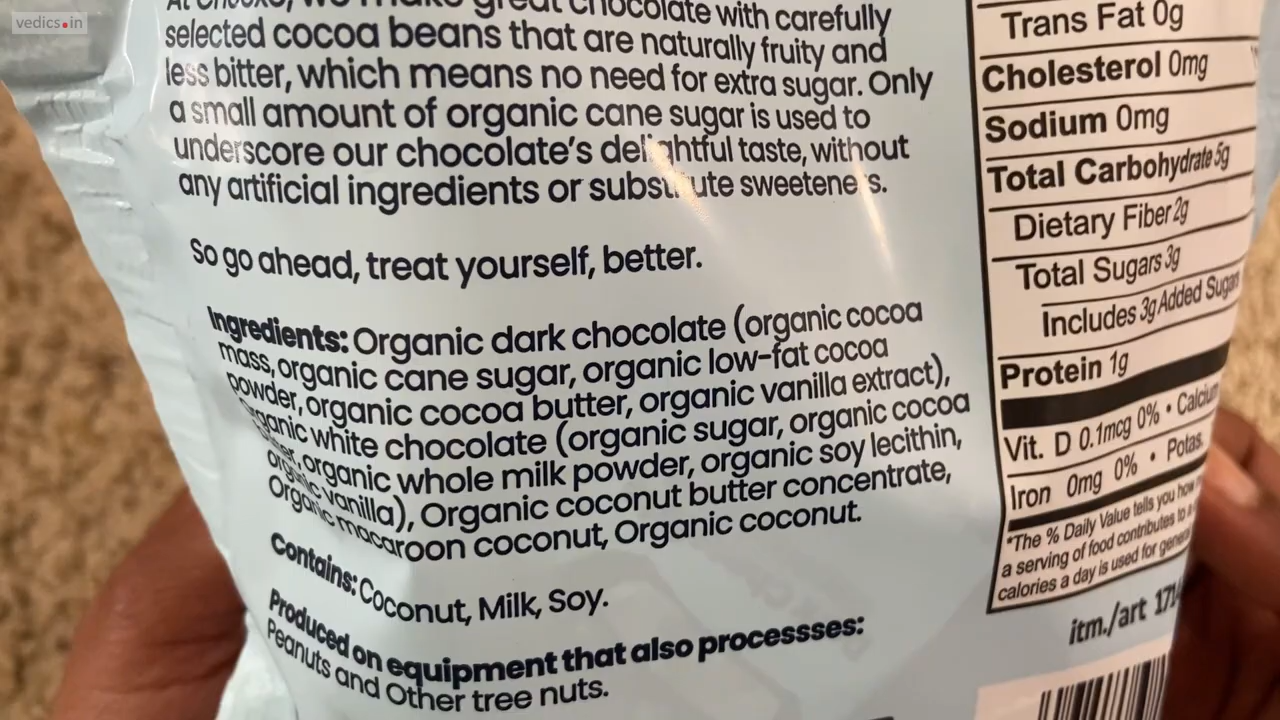 vedics.in
great chocolate with carefully
selected cocoa beans that are naturally fruity and
less bitter, which means no need for extra sugar. Only
a small amount of organic cane sugar is used to
underscore our chocolate's delightful taste, without
any artificial ingredients or substitute sweeteners.
So go ahead, treat yourself, better.
Ingredients: Organic dark chocolate (organic cocoa
mass, organic cane sugar, organic low-fat cocoa
powder, organic cocoa butter, organic vanilla extract),
organic white chocolate (organic sugar, organic cocoa
butter, organic whole milk powder, organic soy lecithin,
organic vanilla), Organic coconut butter concentrate,
Organic macaroon coconut, Organic coconut.
Contains: Coconut, Milk, Soy.
Produced on equipment that also processses:
Peanuts and Other tree nuts.
Trans Fat 0g
Cholesterol 0mg
Sodium 0mg
Total Carbohydrate 5g
Dietary Fiber 2g
Total Sugars 3g
Includes 3g Added Sugars
Protein 1g
Vit. D 0.1mcg 0% • Calcium
Iron 0mg 0% • Potas.
*The % Daily Value tells you how
a serving of food contributes to a
calories a day is used for general
itm./art 171